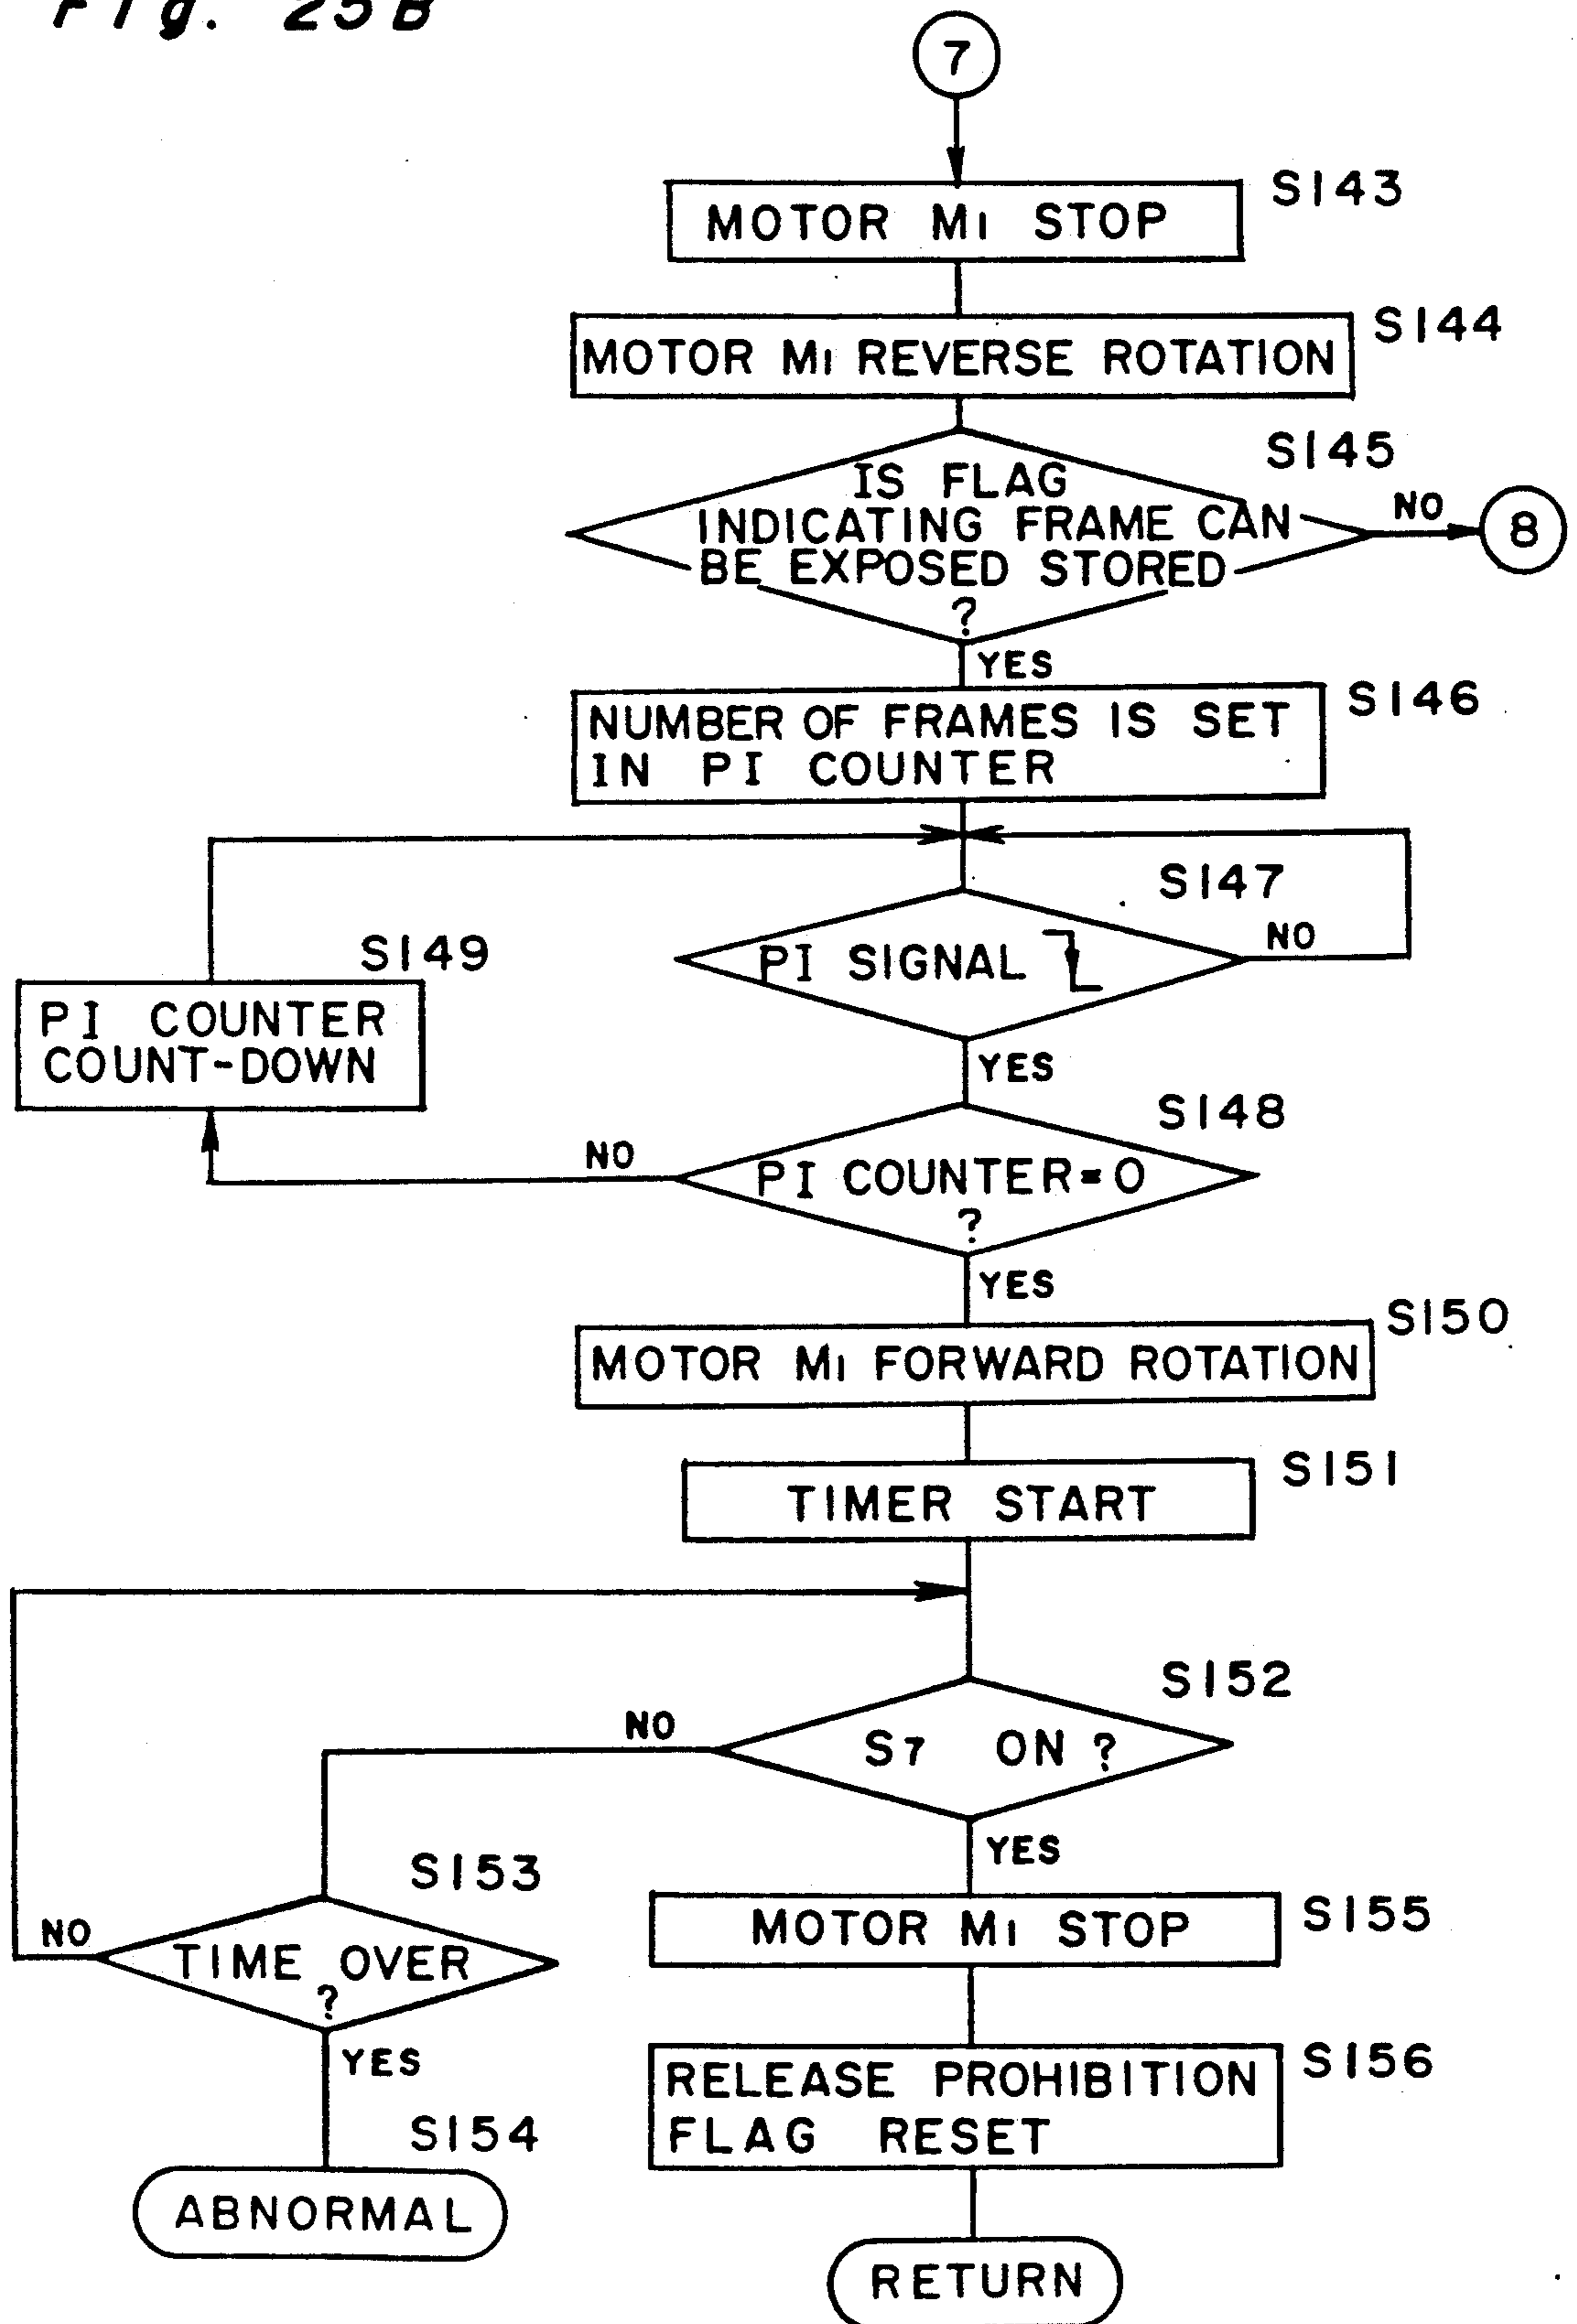 Fig. 25B
7
S143
MOTOR M1 STOP
S144
MOTOR M1 REVERSE ROTATION
S145
IS FLAG
INDICATING FRAME CAN
BE EXPOSED STORED
?
NO
8
YES
S146
NUMBER OF FRAMES IS SET
IN PI COUNTER
S147
PI SIGNAL
NO
S149
PI COUNTER
COUNT-DOWN
YES
S148
NO
PI COUNTER=0
?
YES
S150
MOTOR M1 FORWARD ROTATION
S151
TIMER START
S152
NO
S7 ON ?
YES
S153
NO
TIME OVER
?
YES
S155
MOTOR M1 STOP
S156
RELEASE PROHIBITION
FLAG RESET
S154
ABNORMAL
RETURN